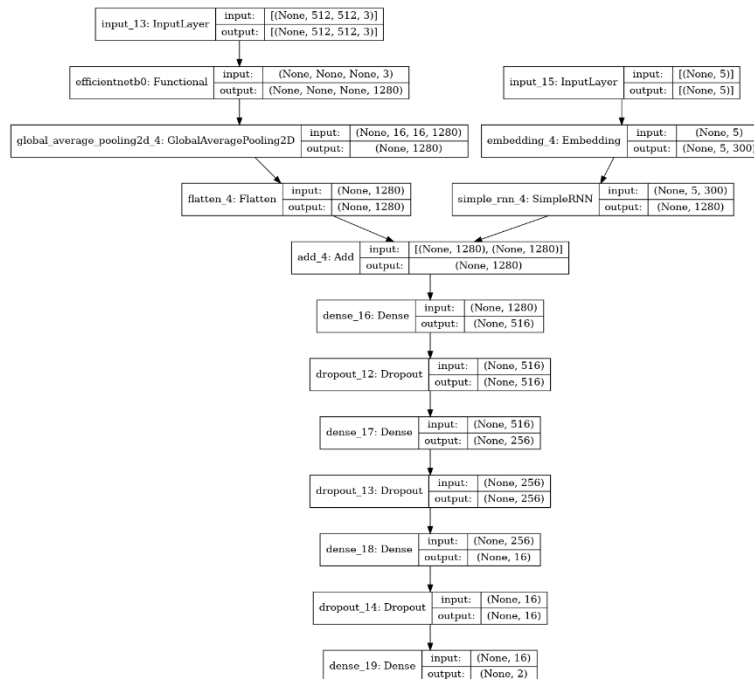 input_13: InputLayer input: [(None, 512, 512, 3)]
output: [(None, 512, 512, 3)]
efficientnetb0: Functional input: (None, None, None, 3)
output: (None, None, None, 1280)
input_15: InputLayer input: [(None, 5)]
output: [(None, 5)]
global_average_pooling2d_4: GlobalAveragePooling2D input: (None, 16, 16, 1280)
output: (None, 1280)
embedding_4: Embedding input: (None, 5)
output: (None, 5, 300)
flatten_4: Flatten input: (None, 1280)
output: (None, 1280)
simple_rnn_4: SimpleRNN input: (None, 5, 300)
output: (None, 1280)
add_4: Add input: [(None, 1280), (None, 1280)]
output: (None, 1280)
dense_16: Dense input: (None, 1280)
output: (None, 516)
dropout_12: Dropout input: (None, 516)
output: (None, 516)
dense_17: Dense input: (None, 516)
output: (None, 256)
dropout_13: Dropout input: (None, 256)
output: (None, 256)
dense_18: Dense input: (None, 256)
output: (None, 16)
dropout_14: Dropout input: (None, 16)
output: (None, 16)
dense_19: Dense input: (None, 16)
output: (None, 2)